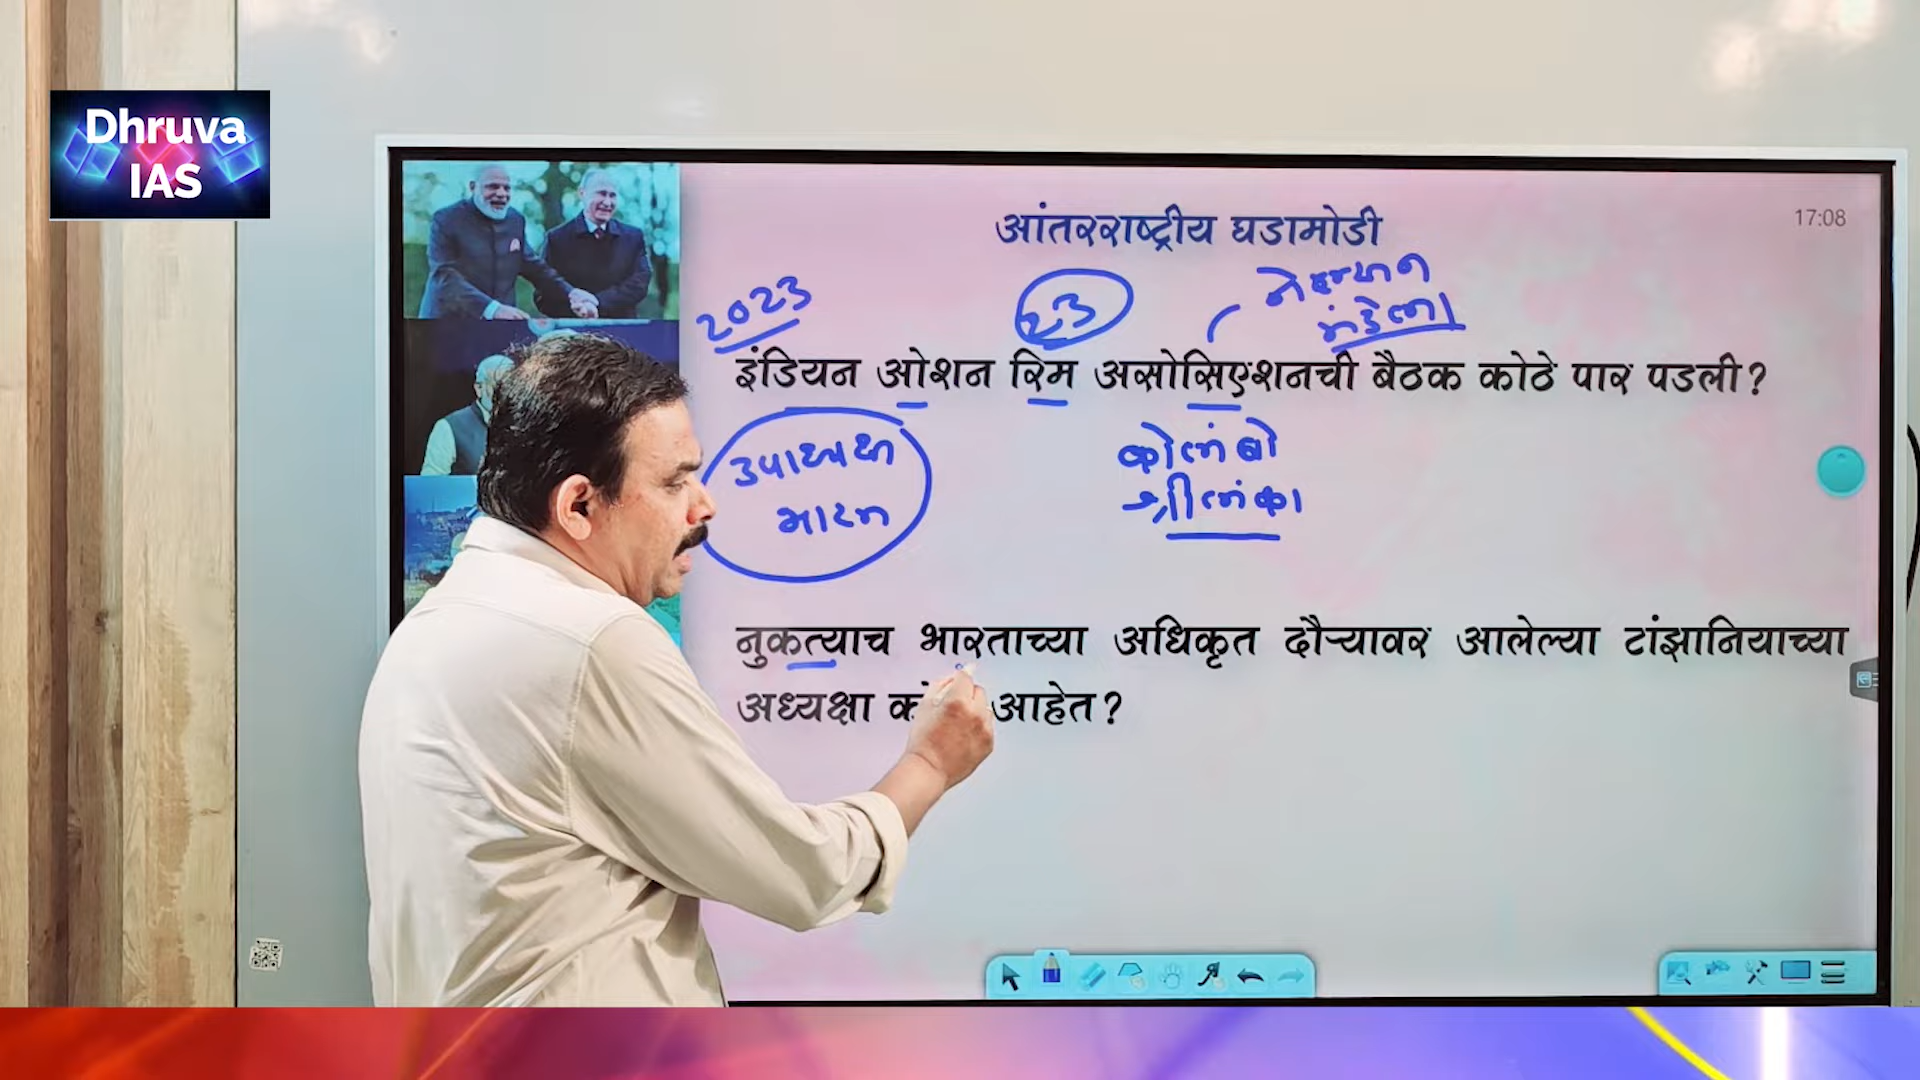 Dhruva
IAS
17:08
आंतरराष्ट्रीय घडामोडी
2023
23
नेल्सन
मंडेला
इंडियन ओशन रिम असोसिएशनची बैठक कोठे पार पडली?
उपाध्यक्ष
भारत
कोलंबो
श्रीलंका
नुकत्याच भारताच्या अधिकृत दौऱ्यावर आलेल्या टांझानियाच्या
अध्यक्षा आहेत?